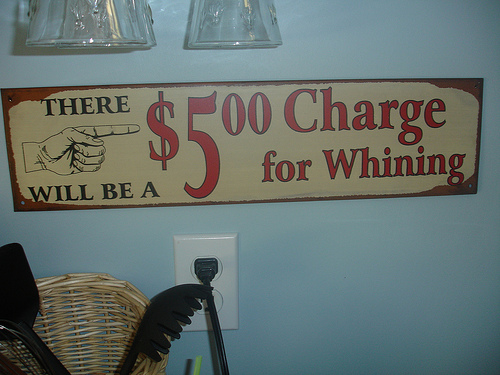 THERE
WILL BE A
$500 Charge
for Whining